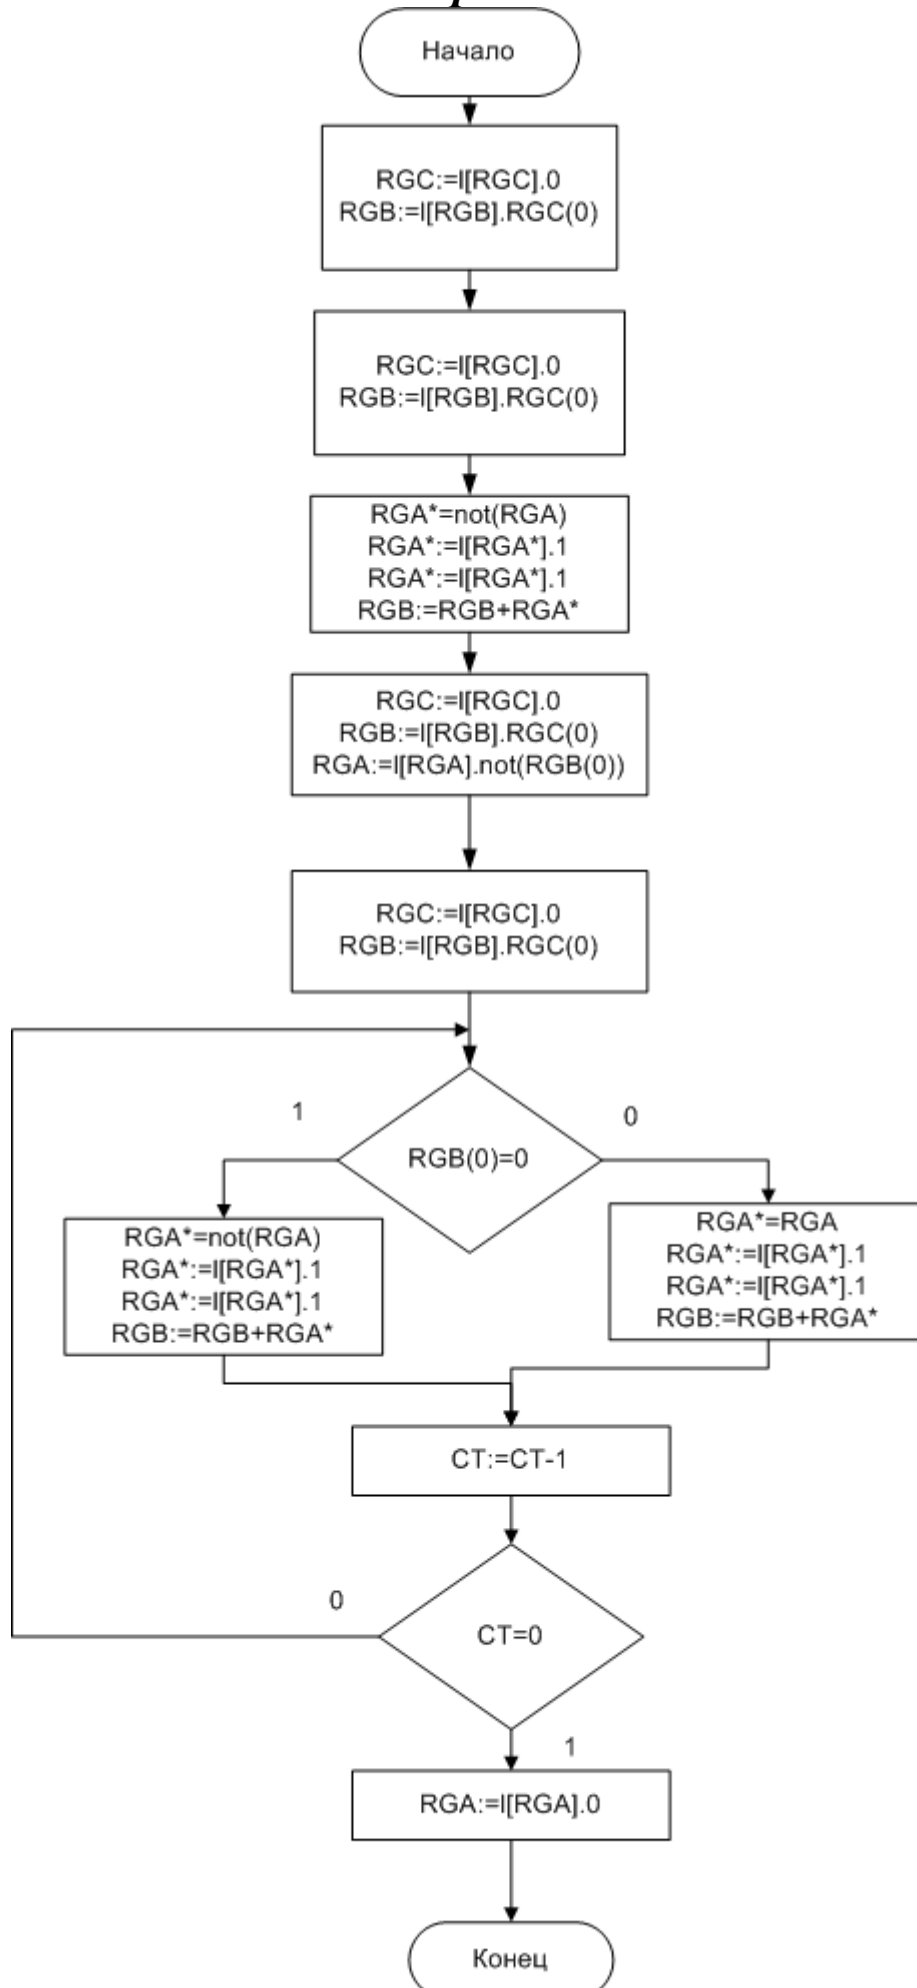 Начало
RGC:=l[RGC].0
RGB:=l[RGB].RGC(0)
RGC:=l[RGC].0
RGB:=l[RGB].RGC(0)
RGA*=not(RGA)
RGA*:=l[RGA*].1
RGA*:=l[RGA*].1
RGB:=RGB+RGA*
RGC:=l[RGC].0
RGB:=l[RGB].RGC(0)
RGA:=l[RGA].not(RGB(0))
RGC:=l[RGC].0
RGB:=l[RGB].RGC(0)
1
0
RGB(0)=0
RGA*=not(RGA)
RGA*:=l[RGA*].1
RGA*:=l[RGA*].1
RGB:=RGB+RGA*
RGA*=RGA
RGA*:=l[RGA*].1
RGA*:=l[RGA*].1
RGB:=RGB+RGA*
CT:=CT-1
0
CT=0
1
RGA:=l[RGA].0
Конец